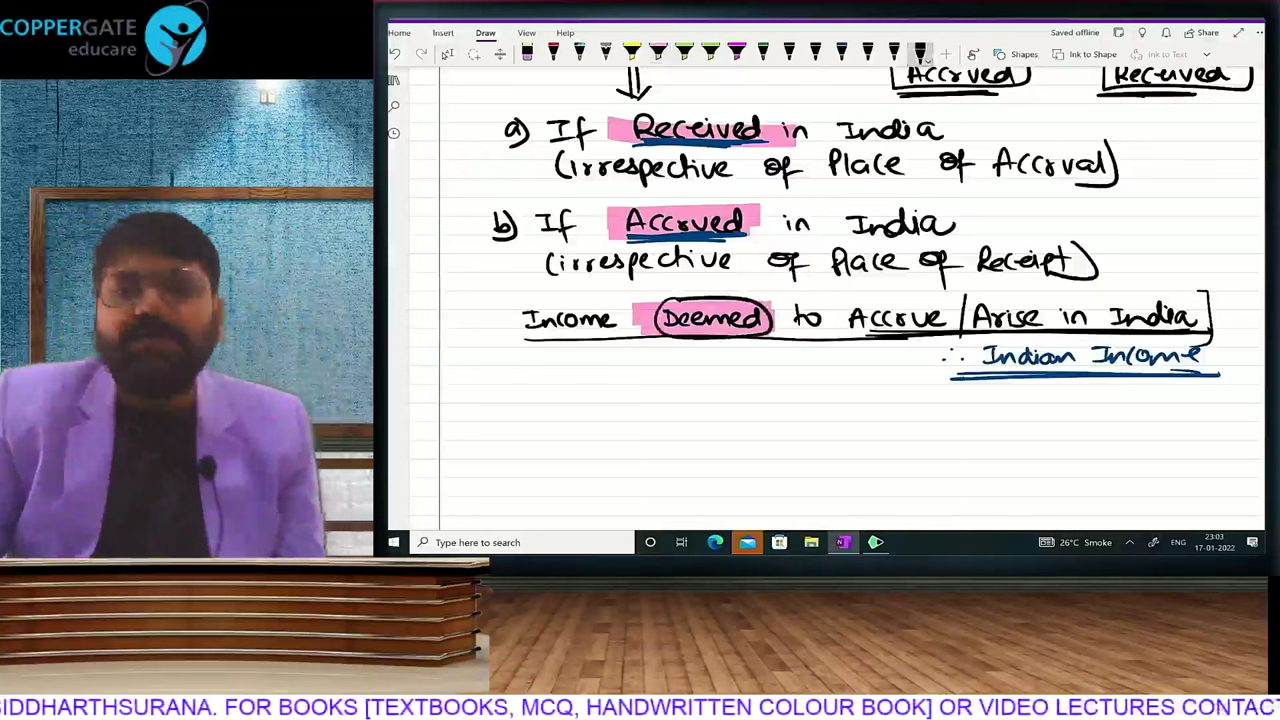 COPPERGATE
educare
Home Insert Draw View Help
Saved offline
Share
Shapes
Ink to Shape
Ink to Text
Accrued Received
a) If Received in India
(irrespective of Place of Accrual)
b) If Accrued in India
(irrespective of Place of Receipt)
Income Deemed to Accrue / Arise in India
∴ Indian Income
Type here to search
26°C Smoke
ENG
23:03
17-01-2022
SIDDHARTHSURANA. FOR BOOKS [TEXTBOOKS, MCQ, HANDWRITTEN COLOUR BOOK] OR VIDEO LECTURES CONTAC